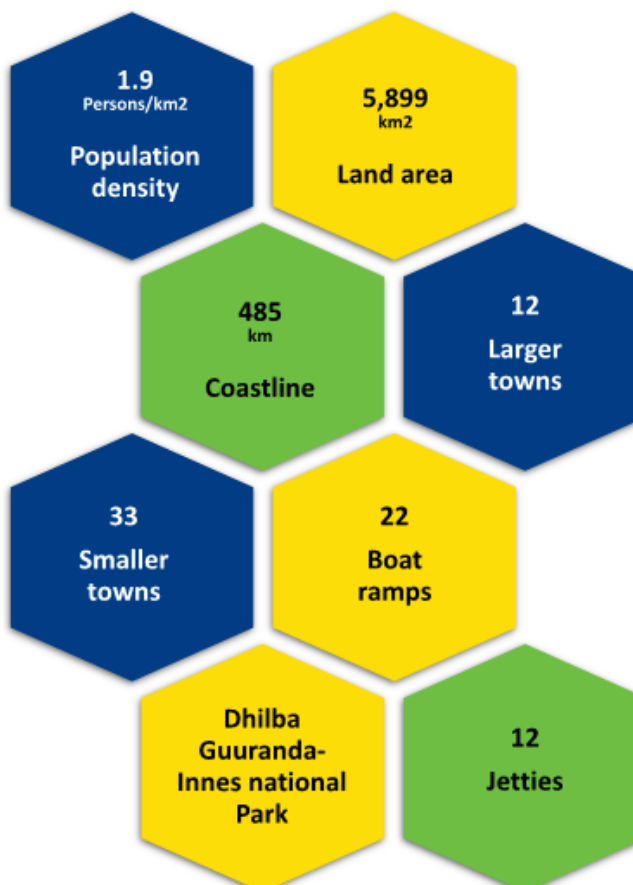 1.9
Persons/km2
Population
density
5,899
km2
Land area
485
km
Coastline
12
Larger
towns
33
Smaller
towns
22
Boat
ramps
Dhilba
Guuranda-
Innes national
Park
12
Jetties